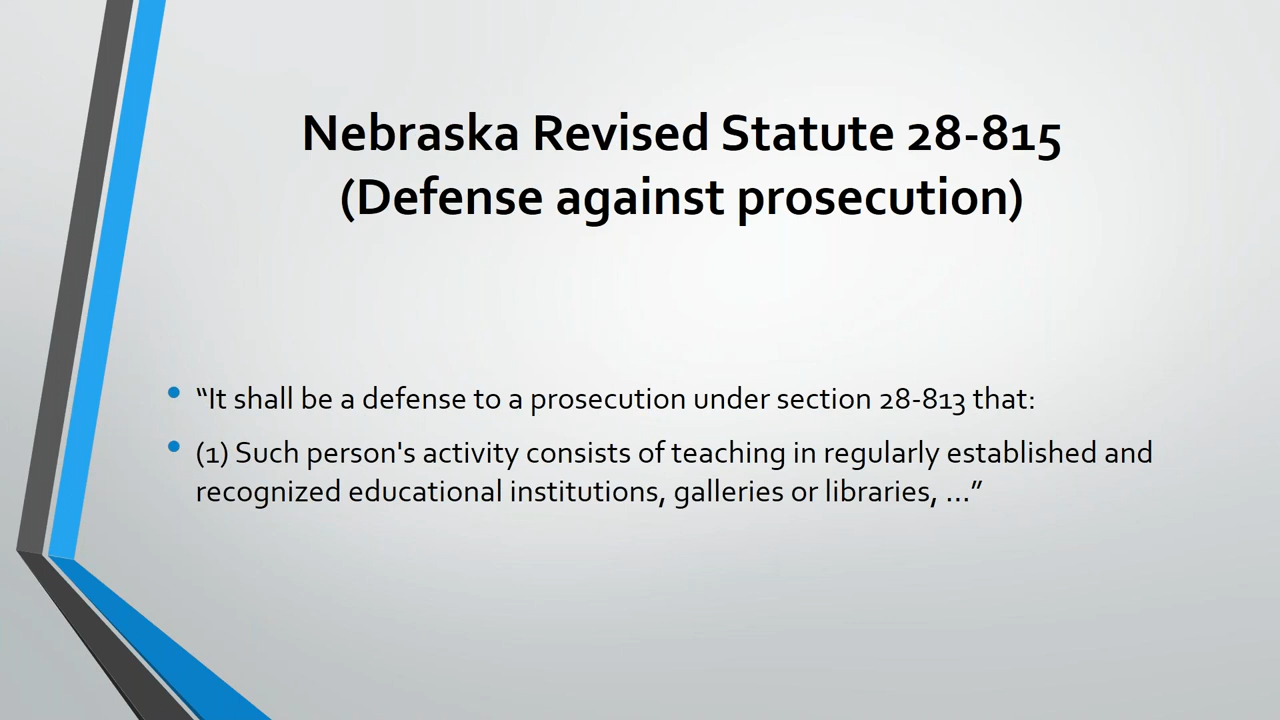 Nebraska Revised Statute 28-815
(Defense against prosecution)
• “It shall be a defense to a prosecution under section 28-813 that:
• (1) Such person's activity consists of teaching in regularly established and
recognized educational institutions, galleries or libraries, ...”